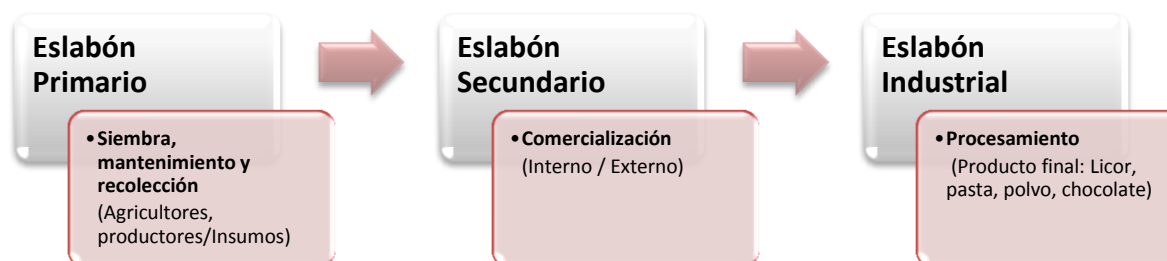 Eslabón
Primario
•Siembra,
mantenimiento y
recolección
(Agricultores,
productores/Insumos)
Eslabón
Secundario
•Comercialización
(Interno / Externo)
Eslabón
Industrial
•Procesamiento
(Producto final: Licor,
pasta, polvo, chocolate)